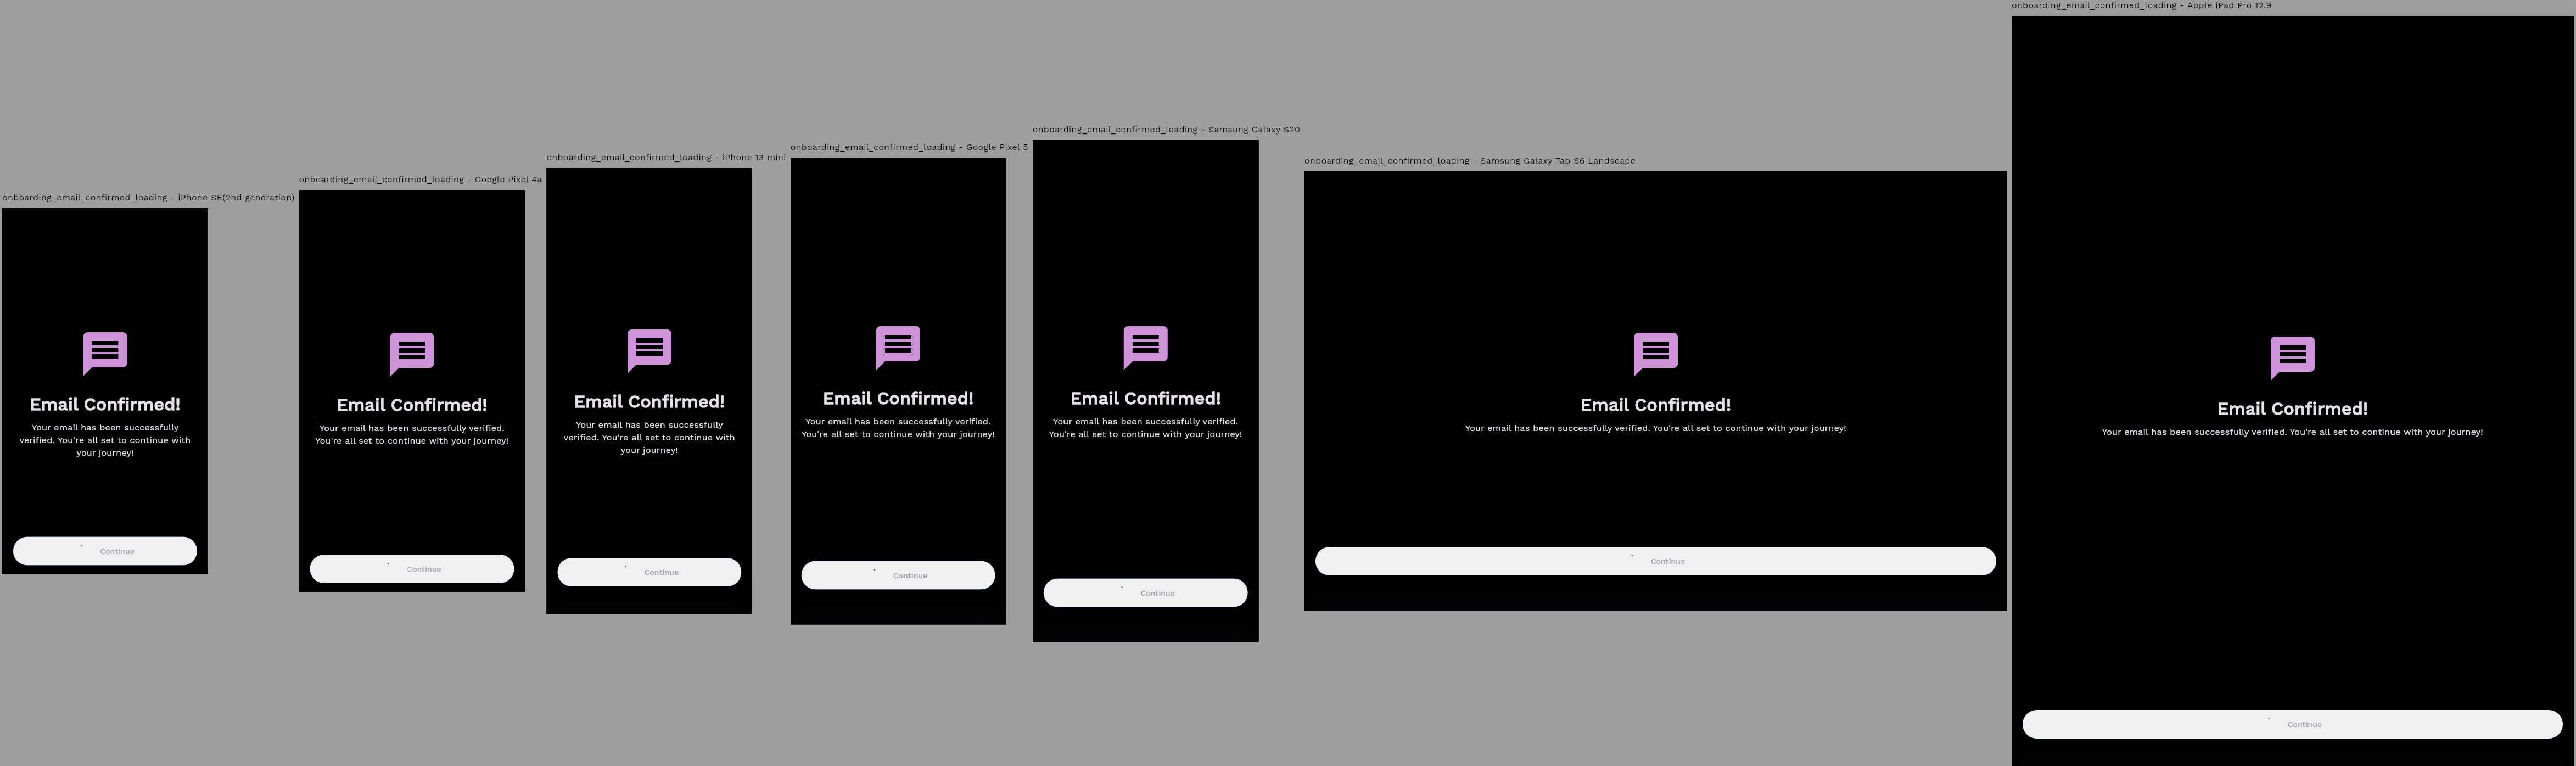 onboarding_email_confirmed_loading - iPhone SE(2nd generation)
Email Confirmed!
Your email has been successfully
verified. You're all set to continue with
your journey!
Continue
onboarding_email_confirmed_loading - Google Pixel 4a
Email Confirmed!
Your email has been successfully verified.
You're all set to continue with your journey!
Continue
onboarding_email_confirmed_loading - iPhone 13 mini
Email Confirmed!
Your email has been successfully
verified. You're all set to continue with
your journey!
Continue
onboarding_email_confirmed_loading - Google Pixel 5
Email Confirmed!
Your email has been successfully verified.
You're all set to continue with your journey!
Continue
onboarding_email_confirmed_loading - Samsung Galaxy S20
Email Confirmed!
Your email has been successfully verified.
You're all set to continue with your journey!
Continue
onboarding_email_confirmed_loading - Samsung Galaxy Tab S6 Landscape
Email Confirmed!
Your email has been successfully verified. You're all set to continue with your journey!
Continue
onboarding_email_confirmed_loading - Apple iPad Pro 12.9
Email Confirmed!
Your email has been successfully verified. You're all set to continue with your journey!
Continue